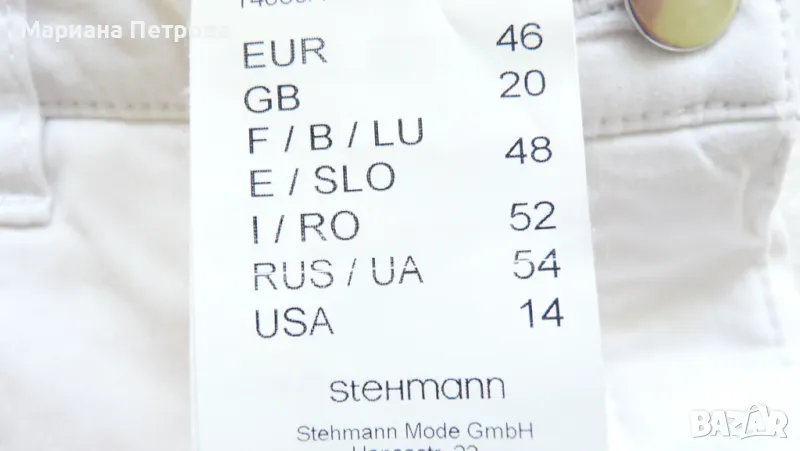 Мариана Петрова
EUR 46
GB 20
F / B / LU
E / SLO 48
I / RO 52
RUS / UA 54
USA 14
steHmann
Stehmann Mode GmbH
BAZAR